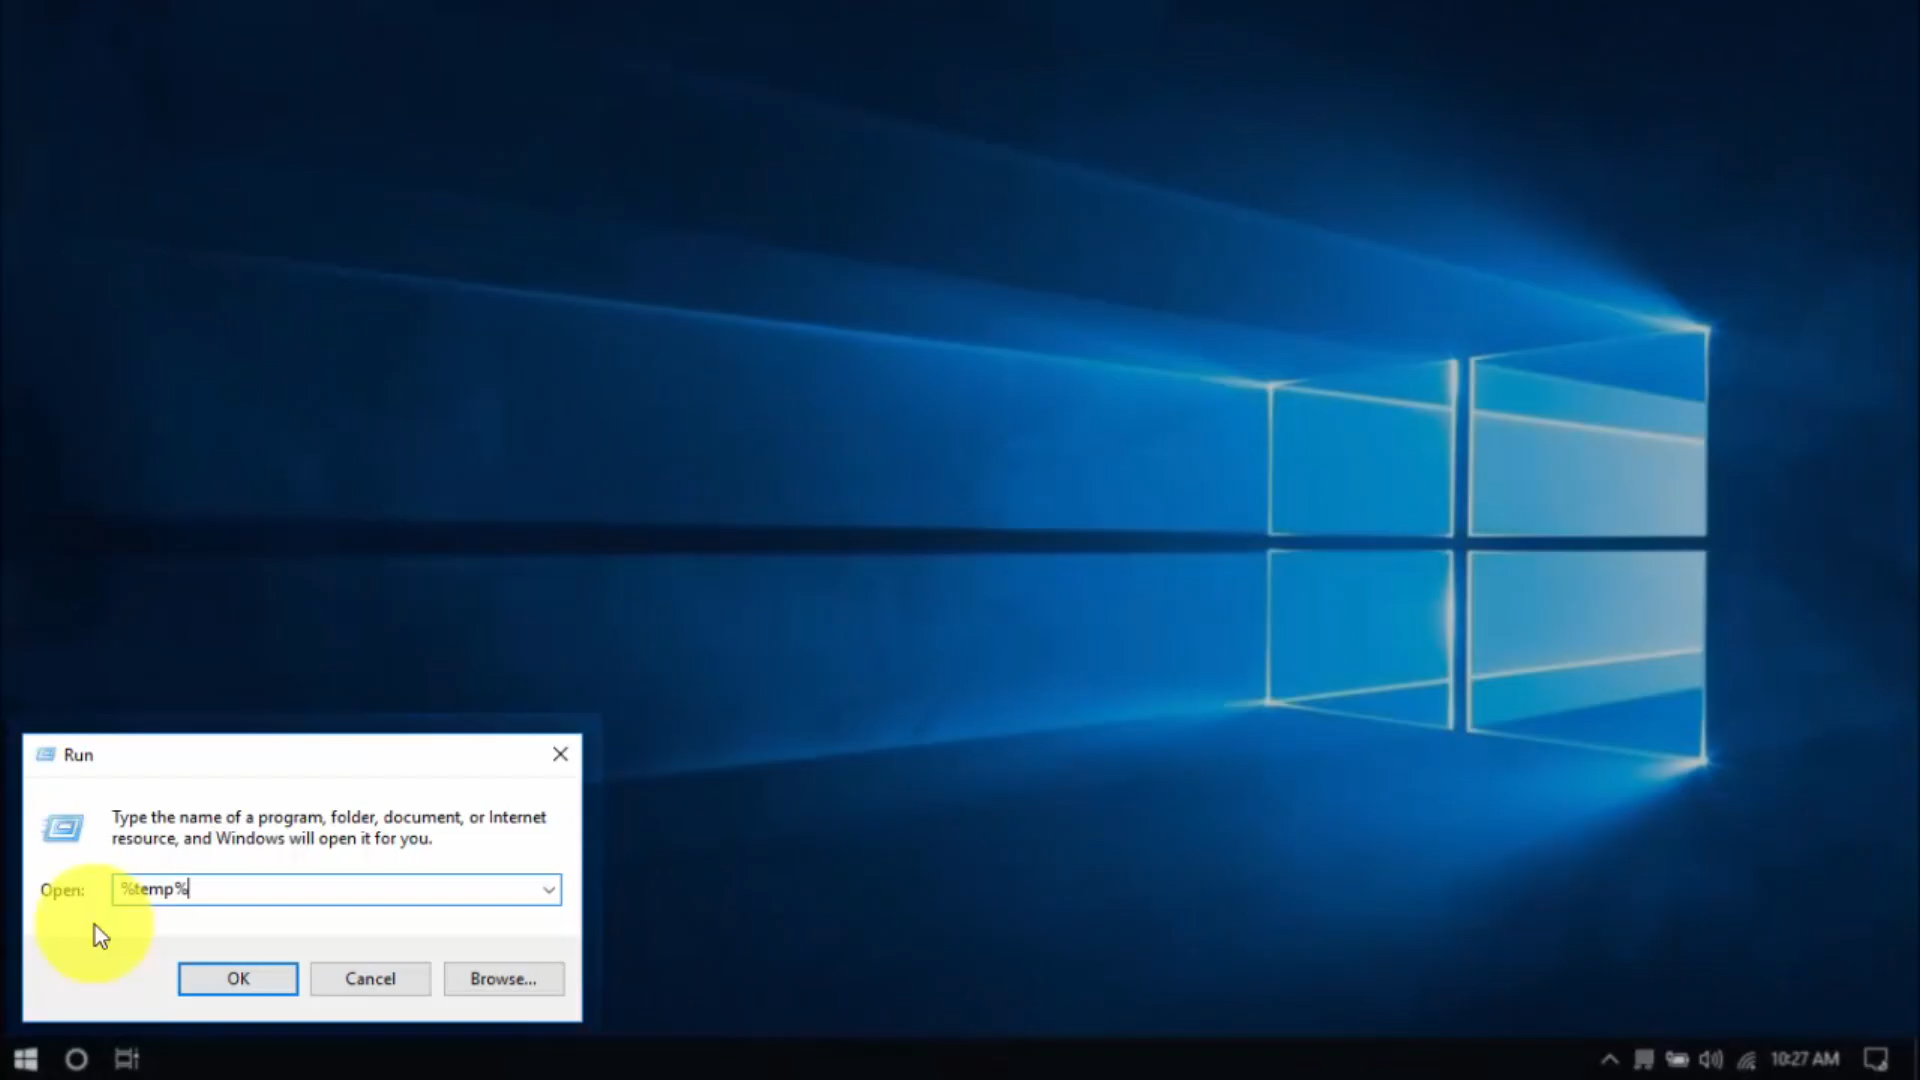 Run
Type the name of a program, folder, document, or Internet
resource, and Windows will open it for you.
Open: %temp%
OK Cancel Browse...
10:27 AM